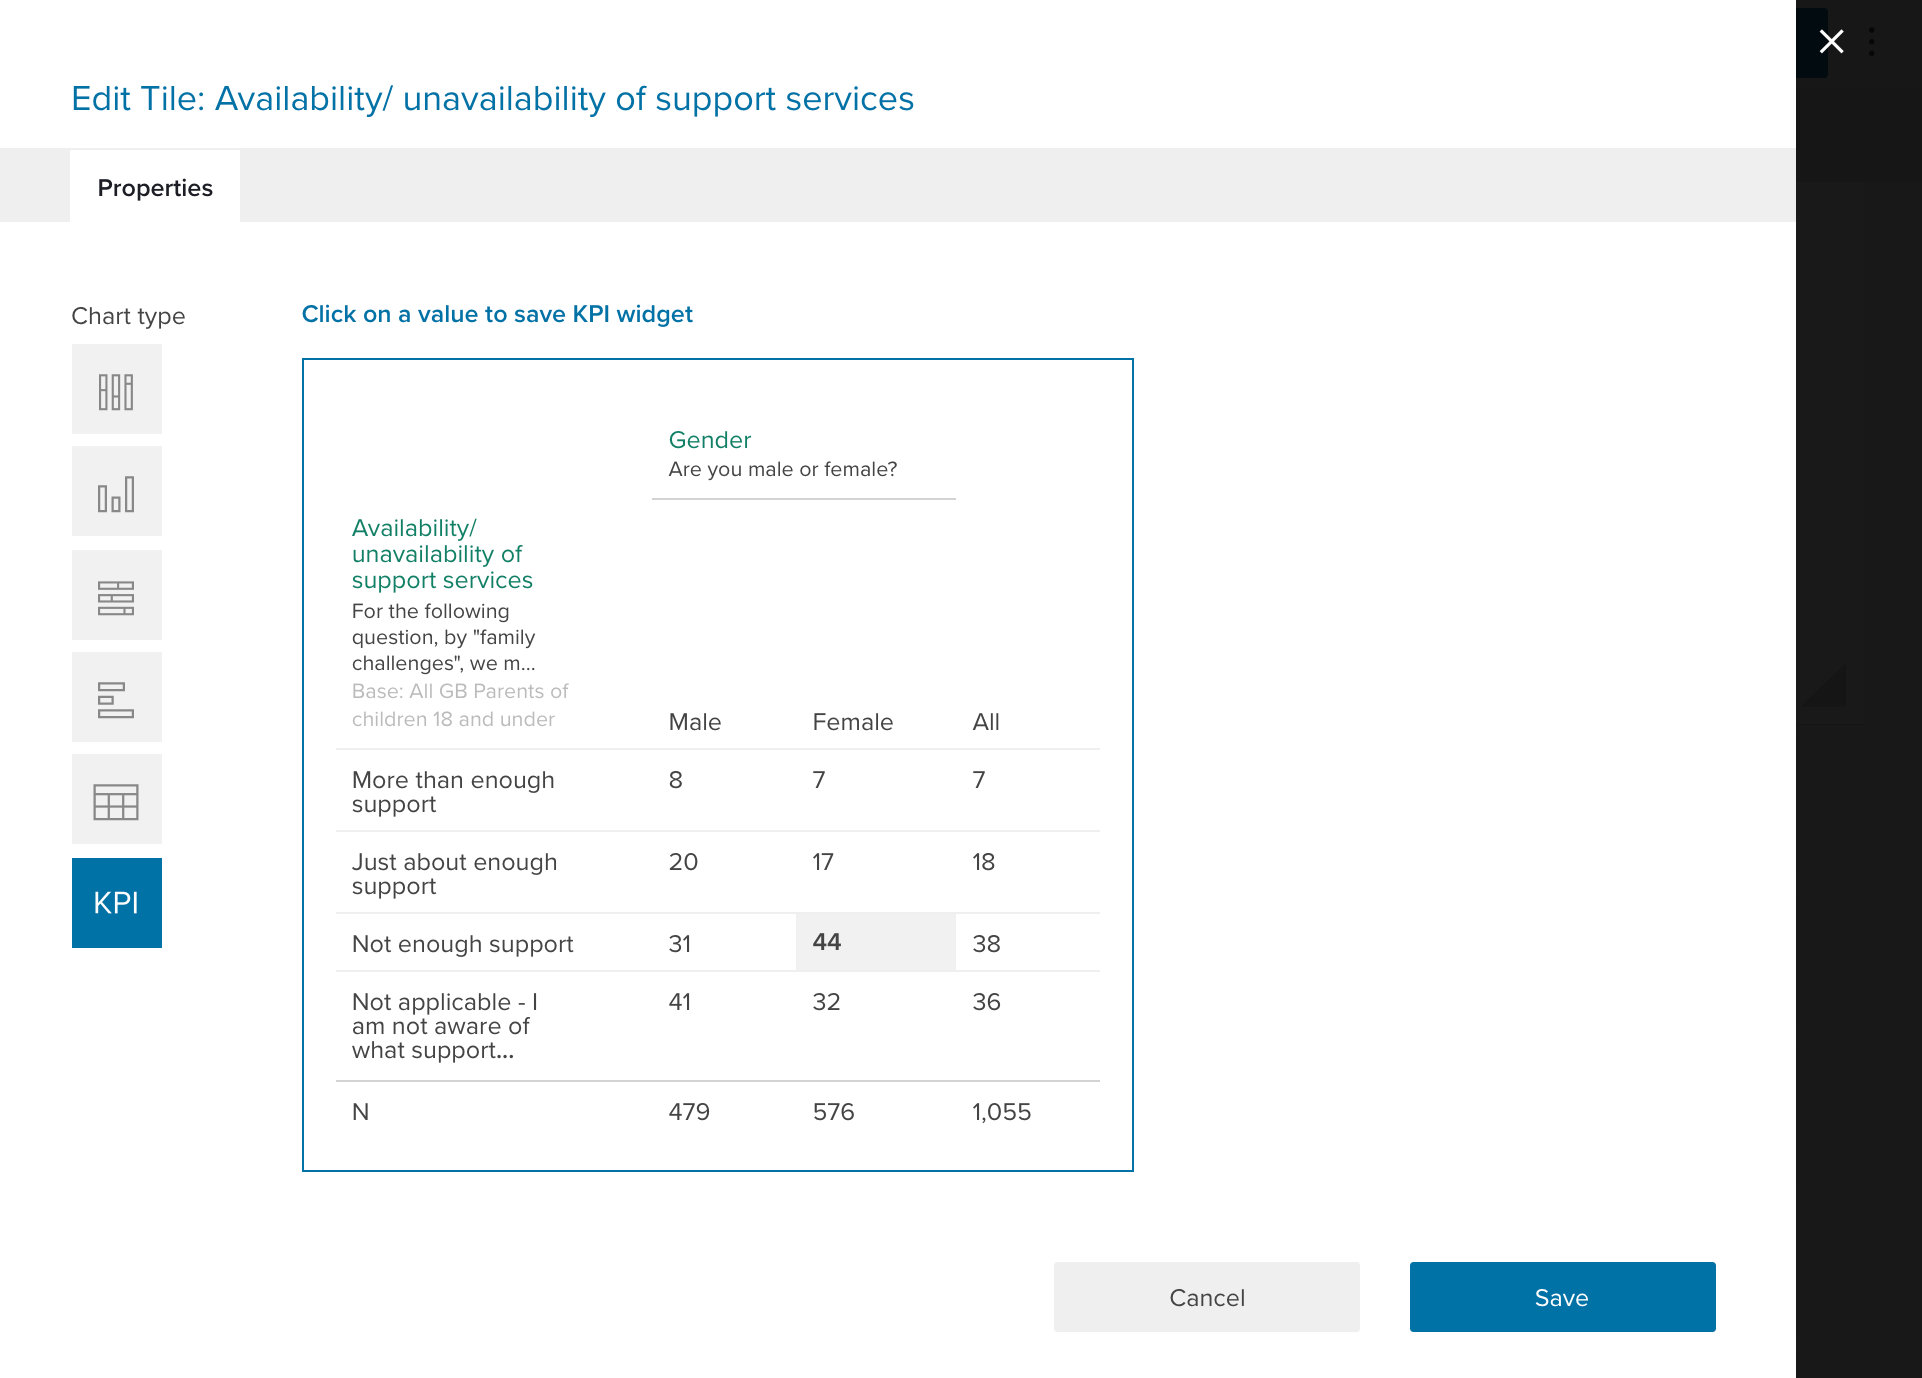 Edit Tile: Availability/ unavailability of support services
Properties
Chart type
KPI
Click on a value to save KPI widget
Gender
Are you male or female?
Availability/
unavailability of
support services
For the following
question, by "family
challenges", we m...
Base: All GB Parents of
children 18 and under
Male Female All
More than enough
support
8 7 7
Just about enough
support
20 17 18
Not enough support 31 44 38
Not applicable - I
am not aware of
what support...
41 32 36
N 479 576 1,055
Cancel Save